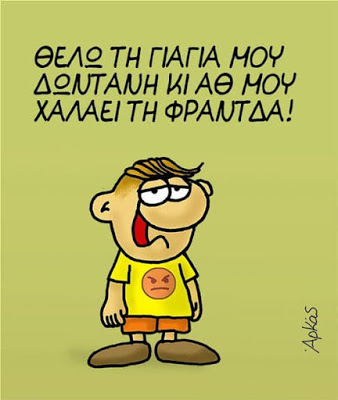 ΘΕΛΩ ΤΗ ΓΙΑΓΙΑ ΜΟΥ
ΔΩΝΤΑΝΗ ΚΙ ΑΘ ΜΟΥ
ΧΑΛΑΕΙ ΤΗ ΦΡΑΝΤΔΑ!
Αρκάς